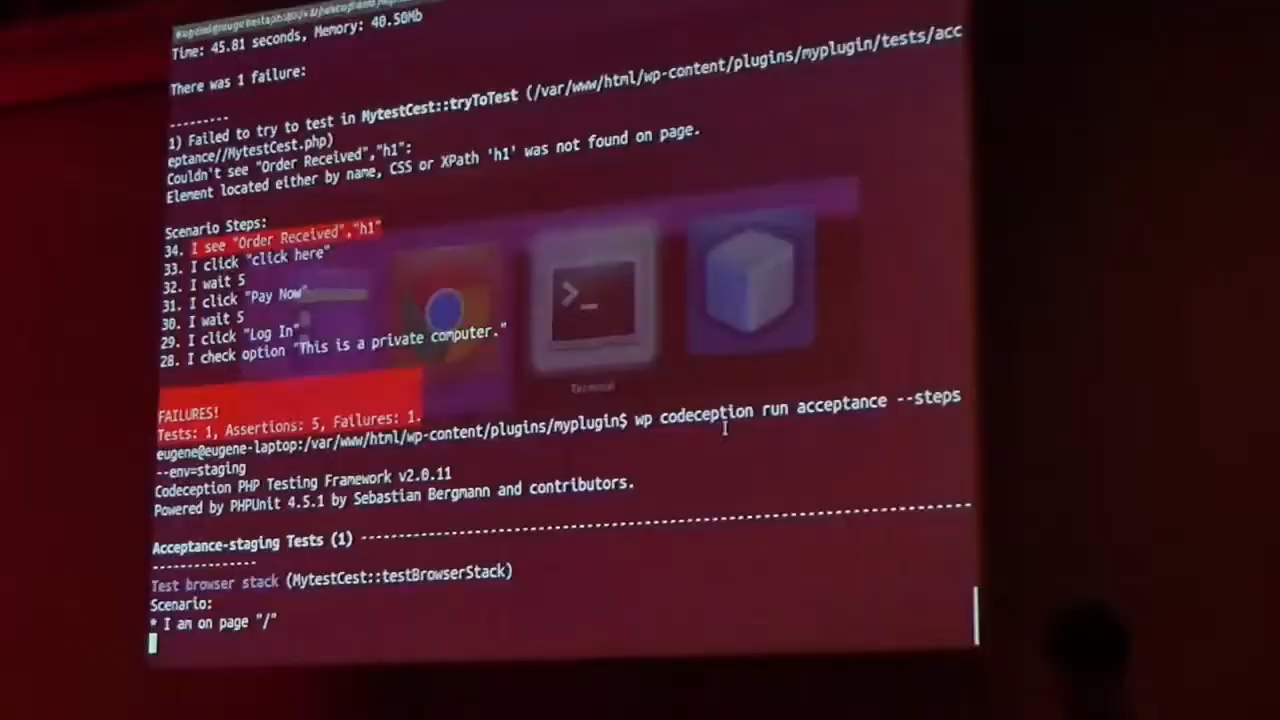 Time: 45.81 seconds, Memory: 40.50Mb
There was 1 failure:
---------
1) Failed to try to test in MytestCest::tryToTest (/var/www/html/wp-content/plugins/myplugin/tests/acc
eptance//MytestCest.php)
Couldn't see "Order Received","h1":
Element located either by name, CSS or XPath 'h1' was not found on page.
Scenario Steps:
34. I see "Order Received","h1"
33. I click "click here"
32. I wait 5
31. I click "Pay Now"
30. I wait 5
29. I click "Log In"
28. I check option "This is a private computer."
Terminal
FAILURES!
Tests: 1, Assertions: 5, Failures: 1.
eugene@eugene-laptop:/var/www/html/wp-content/plugins/myplugin$ wp codeception run acceptance --steps
--env=staging
Codeception PHP Testing Framework v2.0.11
Powered by PHPUnit 4.5.1 by Sebastian Bergmann and contributors.
Acceptance-staging Tests (1) ------------------------------------------------------------------------
---------------
Test browser stack (MytestCest::testBrowserStack)
Scenario:
* I am on page "/"